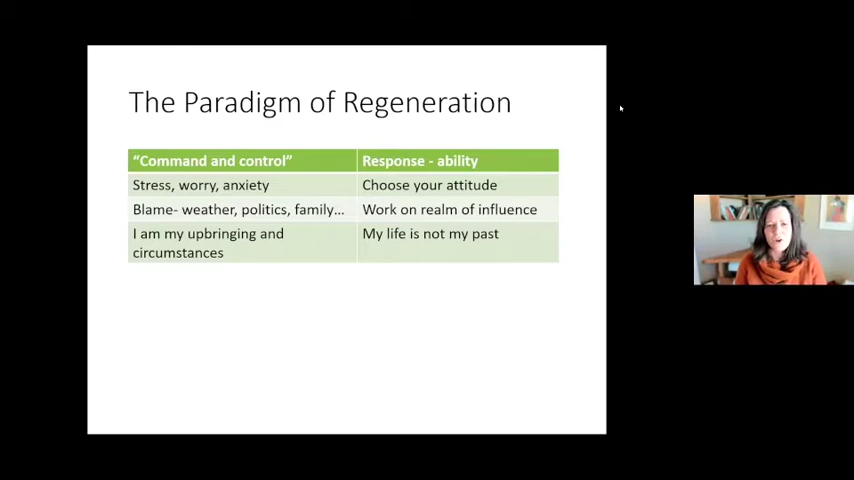 The Paradigm of Regeneration
“Command and control”
Response - ability
Stress, worry, anxiety
Choose your attitude
Blame- weather, politics, family...
Work on realm of influence
I am my upbringing and
circumstances
My life is not my past